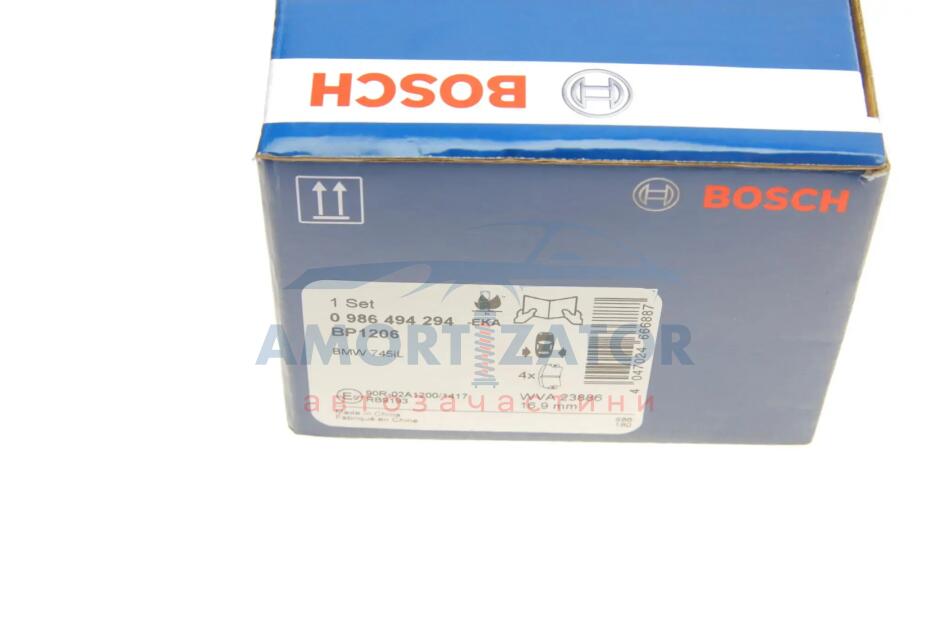 BOSCH
BOSCH
1 Set
0 986 494 294 -EKA
BP1206
BMW 745iL
4x
4 047024 666887
90R-02A1200/1417
RB9193
WVA 23886
16,9 mm
Made in China
Fabriqué en Chine
AMORTIZATOR
автозапчастини